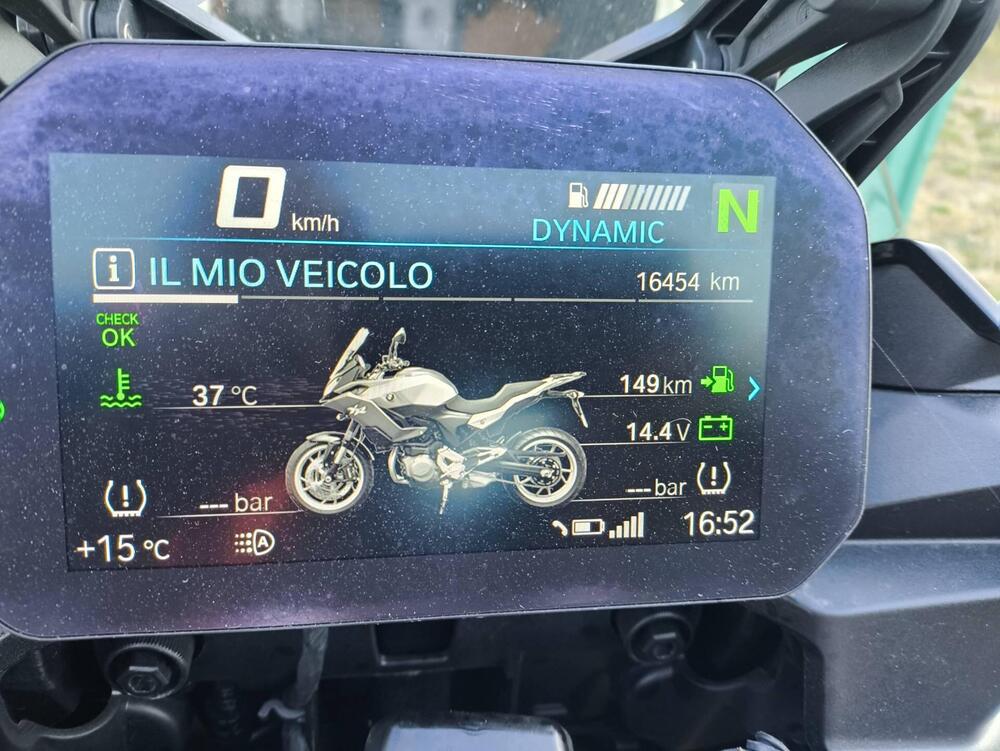 0 km/h
DYNAMIC
N
i IL MIO VEICOLO
16454 km
CHECK
OK
37 °C
149 km
14.4 V
--- bar
--- bar
+15 °C
A
16:52